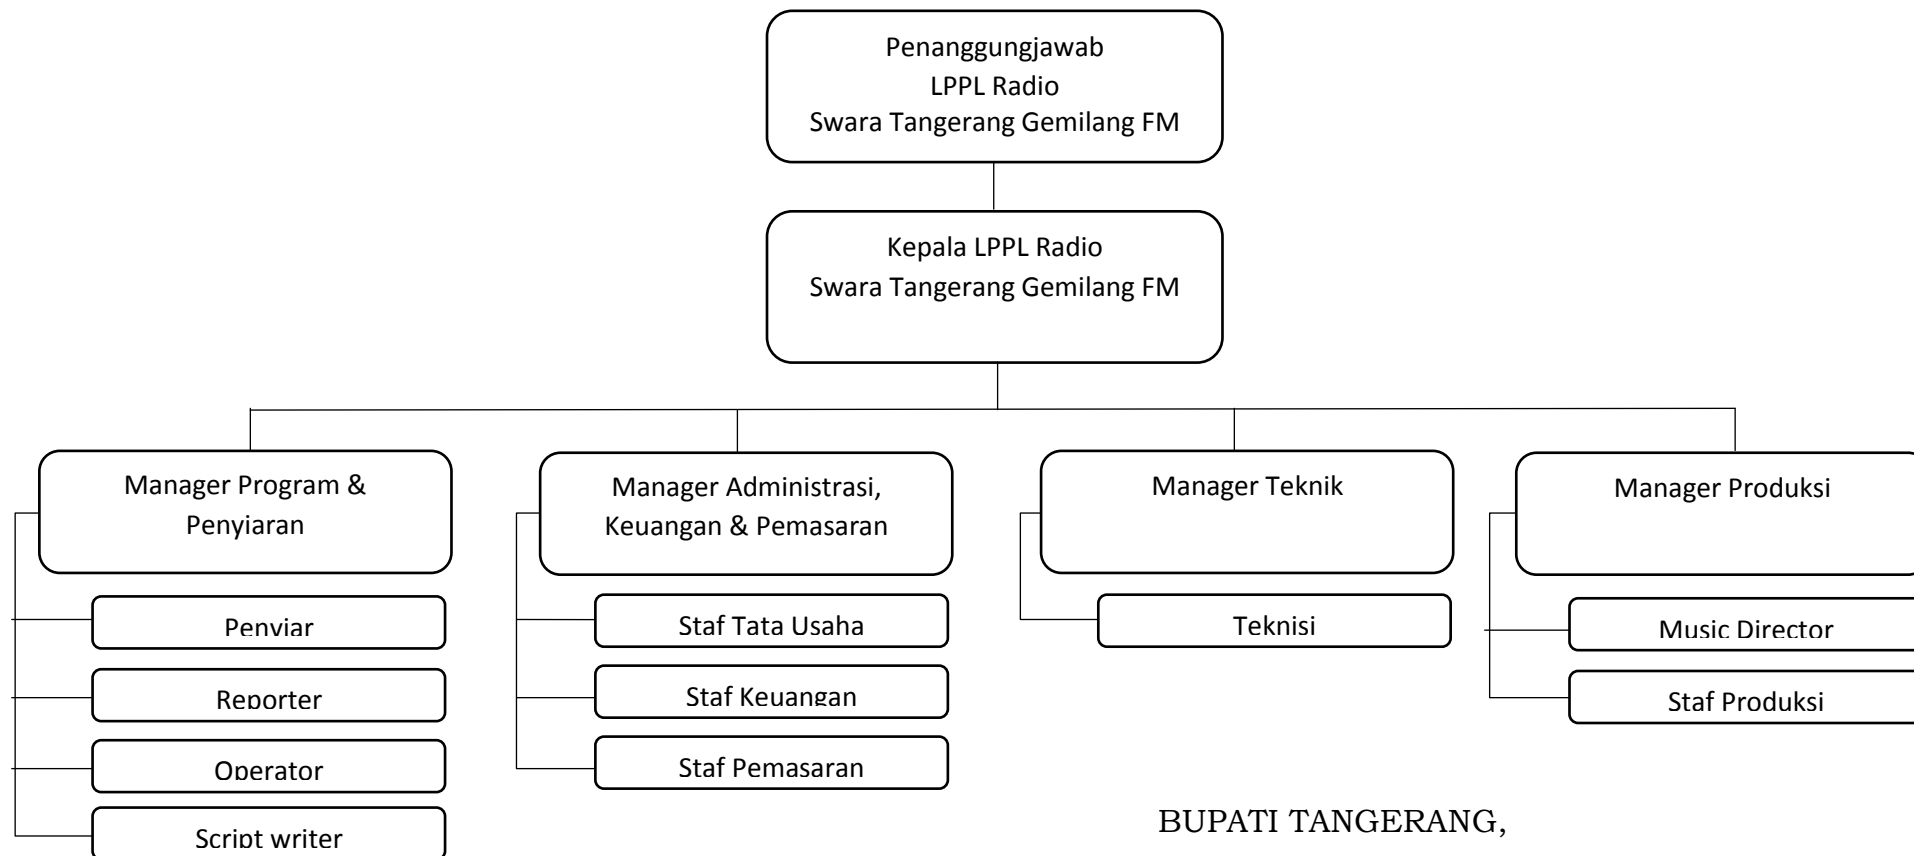 Penanggungjawab
LPPL Radio
Swara Tangerang Gemilang FM
Kepala LPPL Radio
Swara Tangerang Gemilang FM
Manager Program &
Penyiaran
Penyiar
Reporter
Operator
Script writer
Manager Administrasi,
Keuangan & Pemasaran
Staf Tata Usaha
Staf Keuangan
Staf Pemasaran
Manager Teknik
Teknisi
Manager Produksi
Music Director
Staf Produksi
BUPATI TANGERANG,